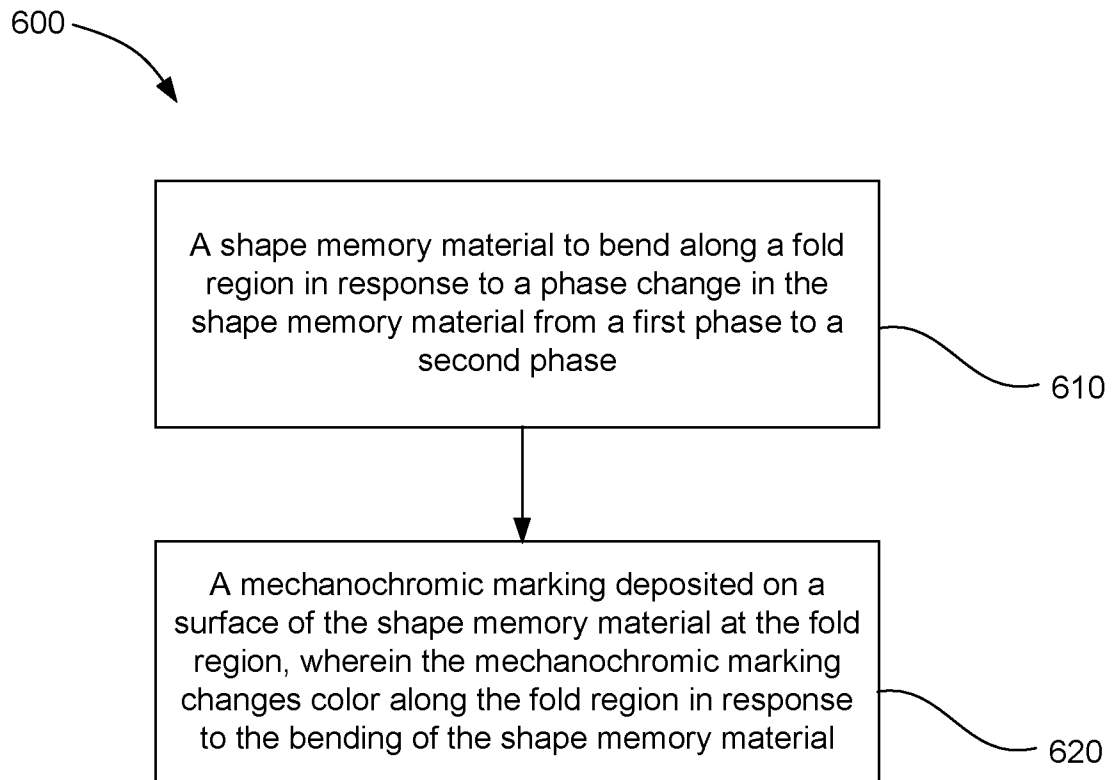 600
A shape memory material to bend along a fold
region in response to a phase change in the
shape memory material from a first phase to a
second phase
610
A mechanochromic marking deposited on a
surface of the shape memory material at the fold
region, wherein the mechanochromic marking
changes color along the fold region in response
to the bending of the shape memory material
620